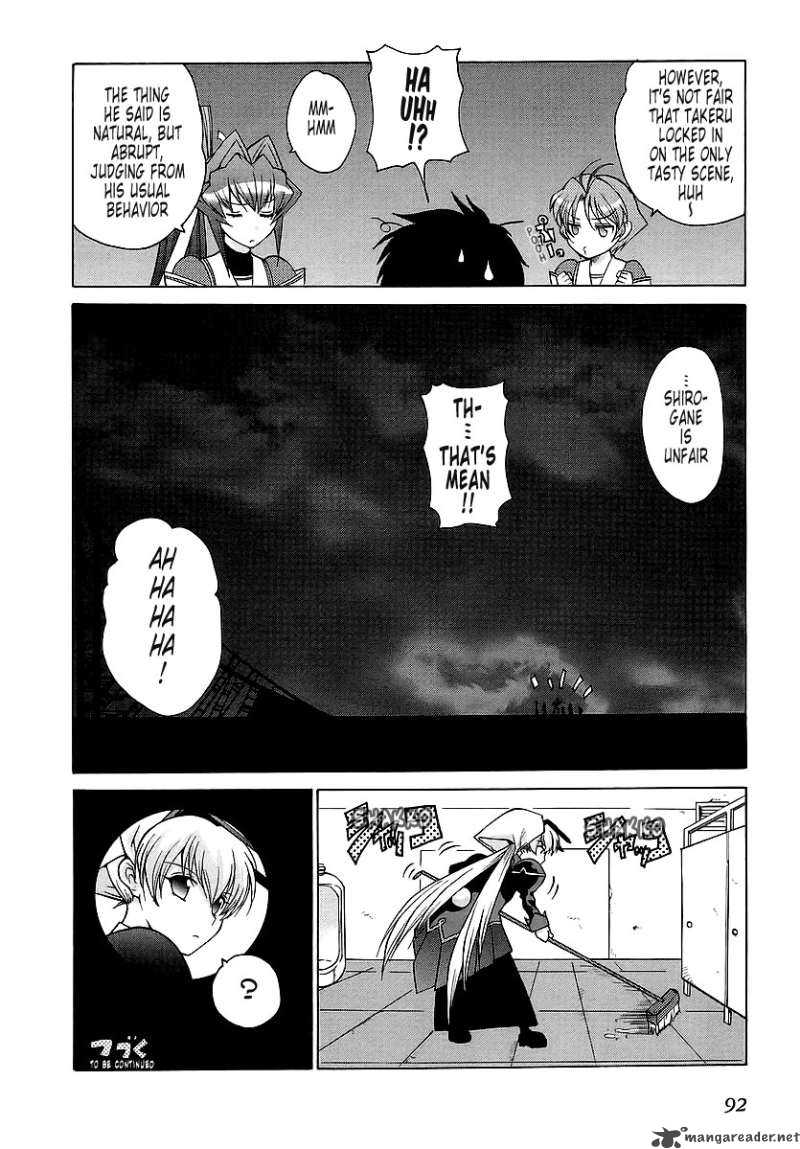 HOWEVER,
IT'S NOT FAIR
THAT TAKERU
LOCKED IN
ON THE ONLY
TASTY SCENE,
HUH
~
POOH
HA
UHH
!?
MM-
HMM
THE THING
HE SAID IS
NATURAL, BUT
ABRUPT,
JUDGING FROM
HIS USUAL
BEHAVIOR
...
SHIRO-
GANE
IS
UNFAIR
TH-
...
THAT'S
MEAN
!!
AH
HA
HA
HA
!
SHAKKO
SHAKKO
?
つづく
TO BE CONTINUED
92
mangareader.net